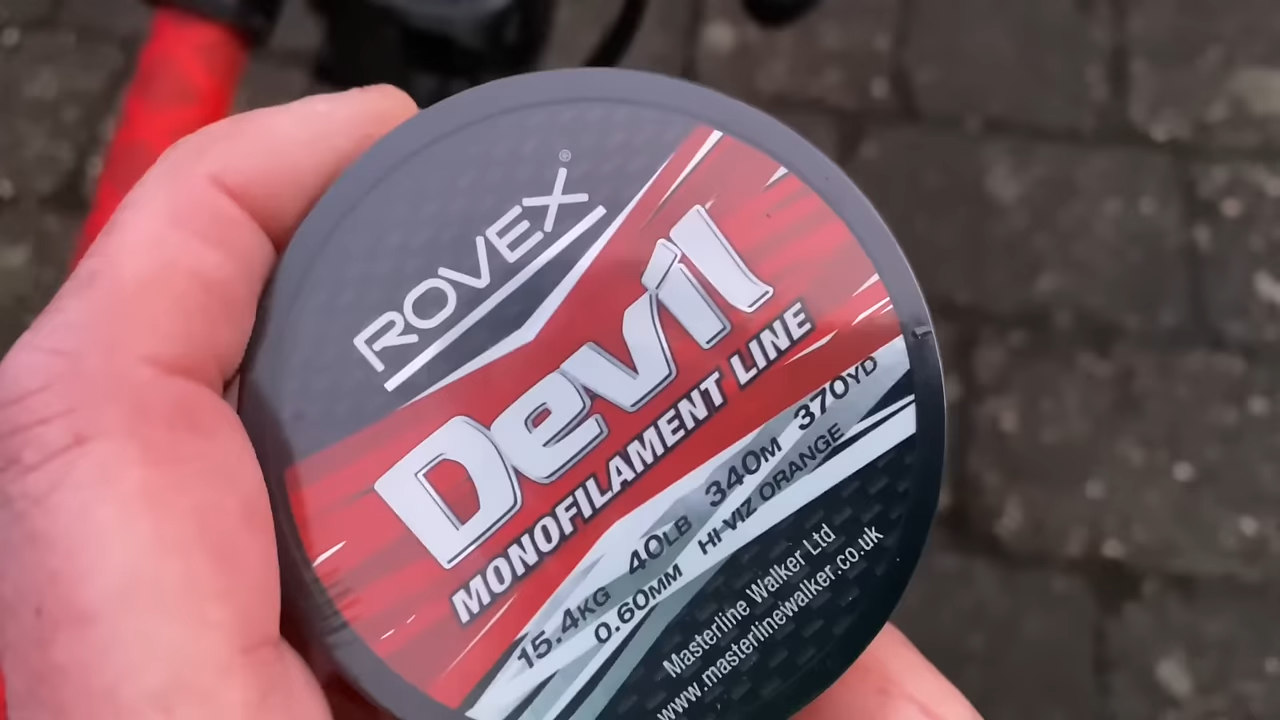 ROVEX®
Devil
MONOFILAMENT LINE
15.4KG 40LB 340M 370YD
0.60MM HI-VIZ ORANGE
Masterline Walker Ltd
www.masterlinewalker.co.uk